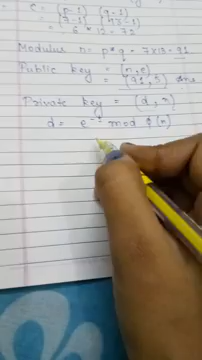 e = (p-1) (q-1)
(7-1) (13-1)
6 * 12 = 72
Modulus n = p * q = 7×13 = 91
Public key = (n, e)
= (91, 5) Ans
Private key = (d, n)
d = e⁻¹ mod φ(n)